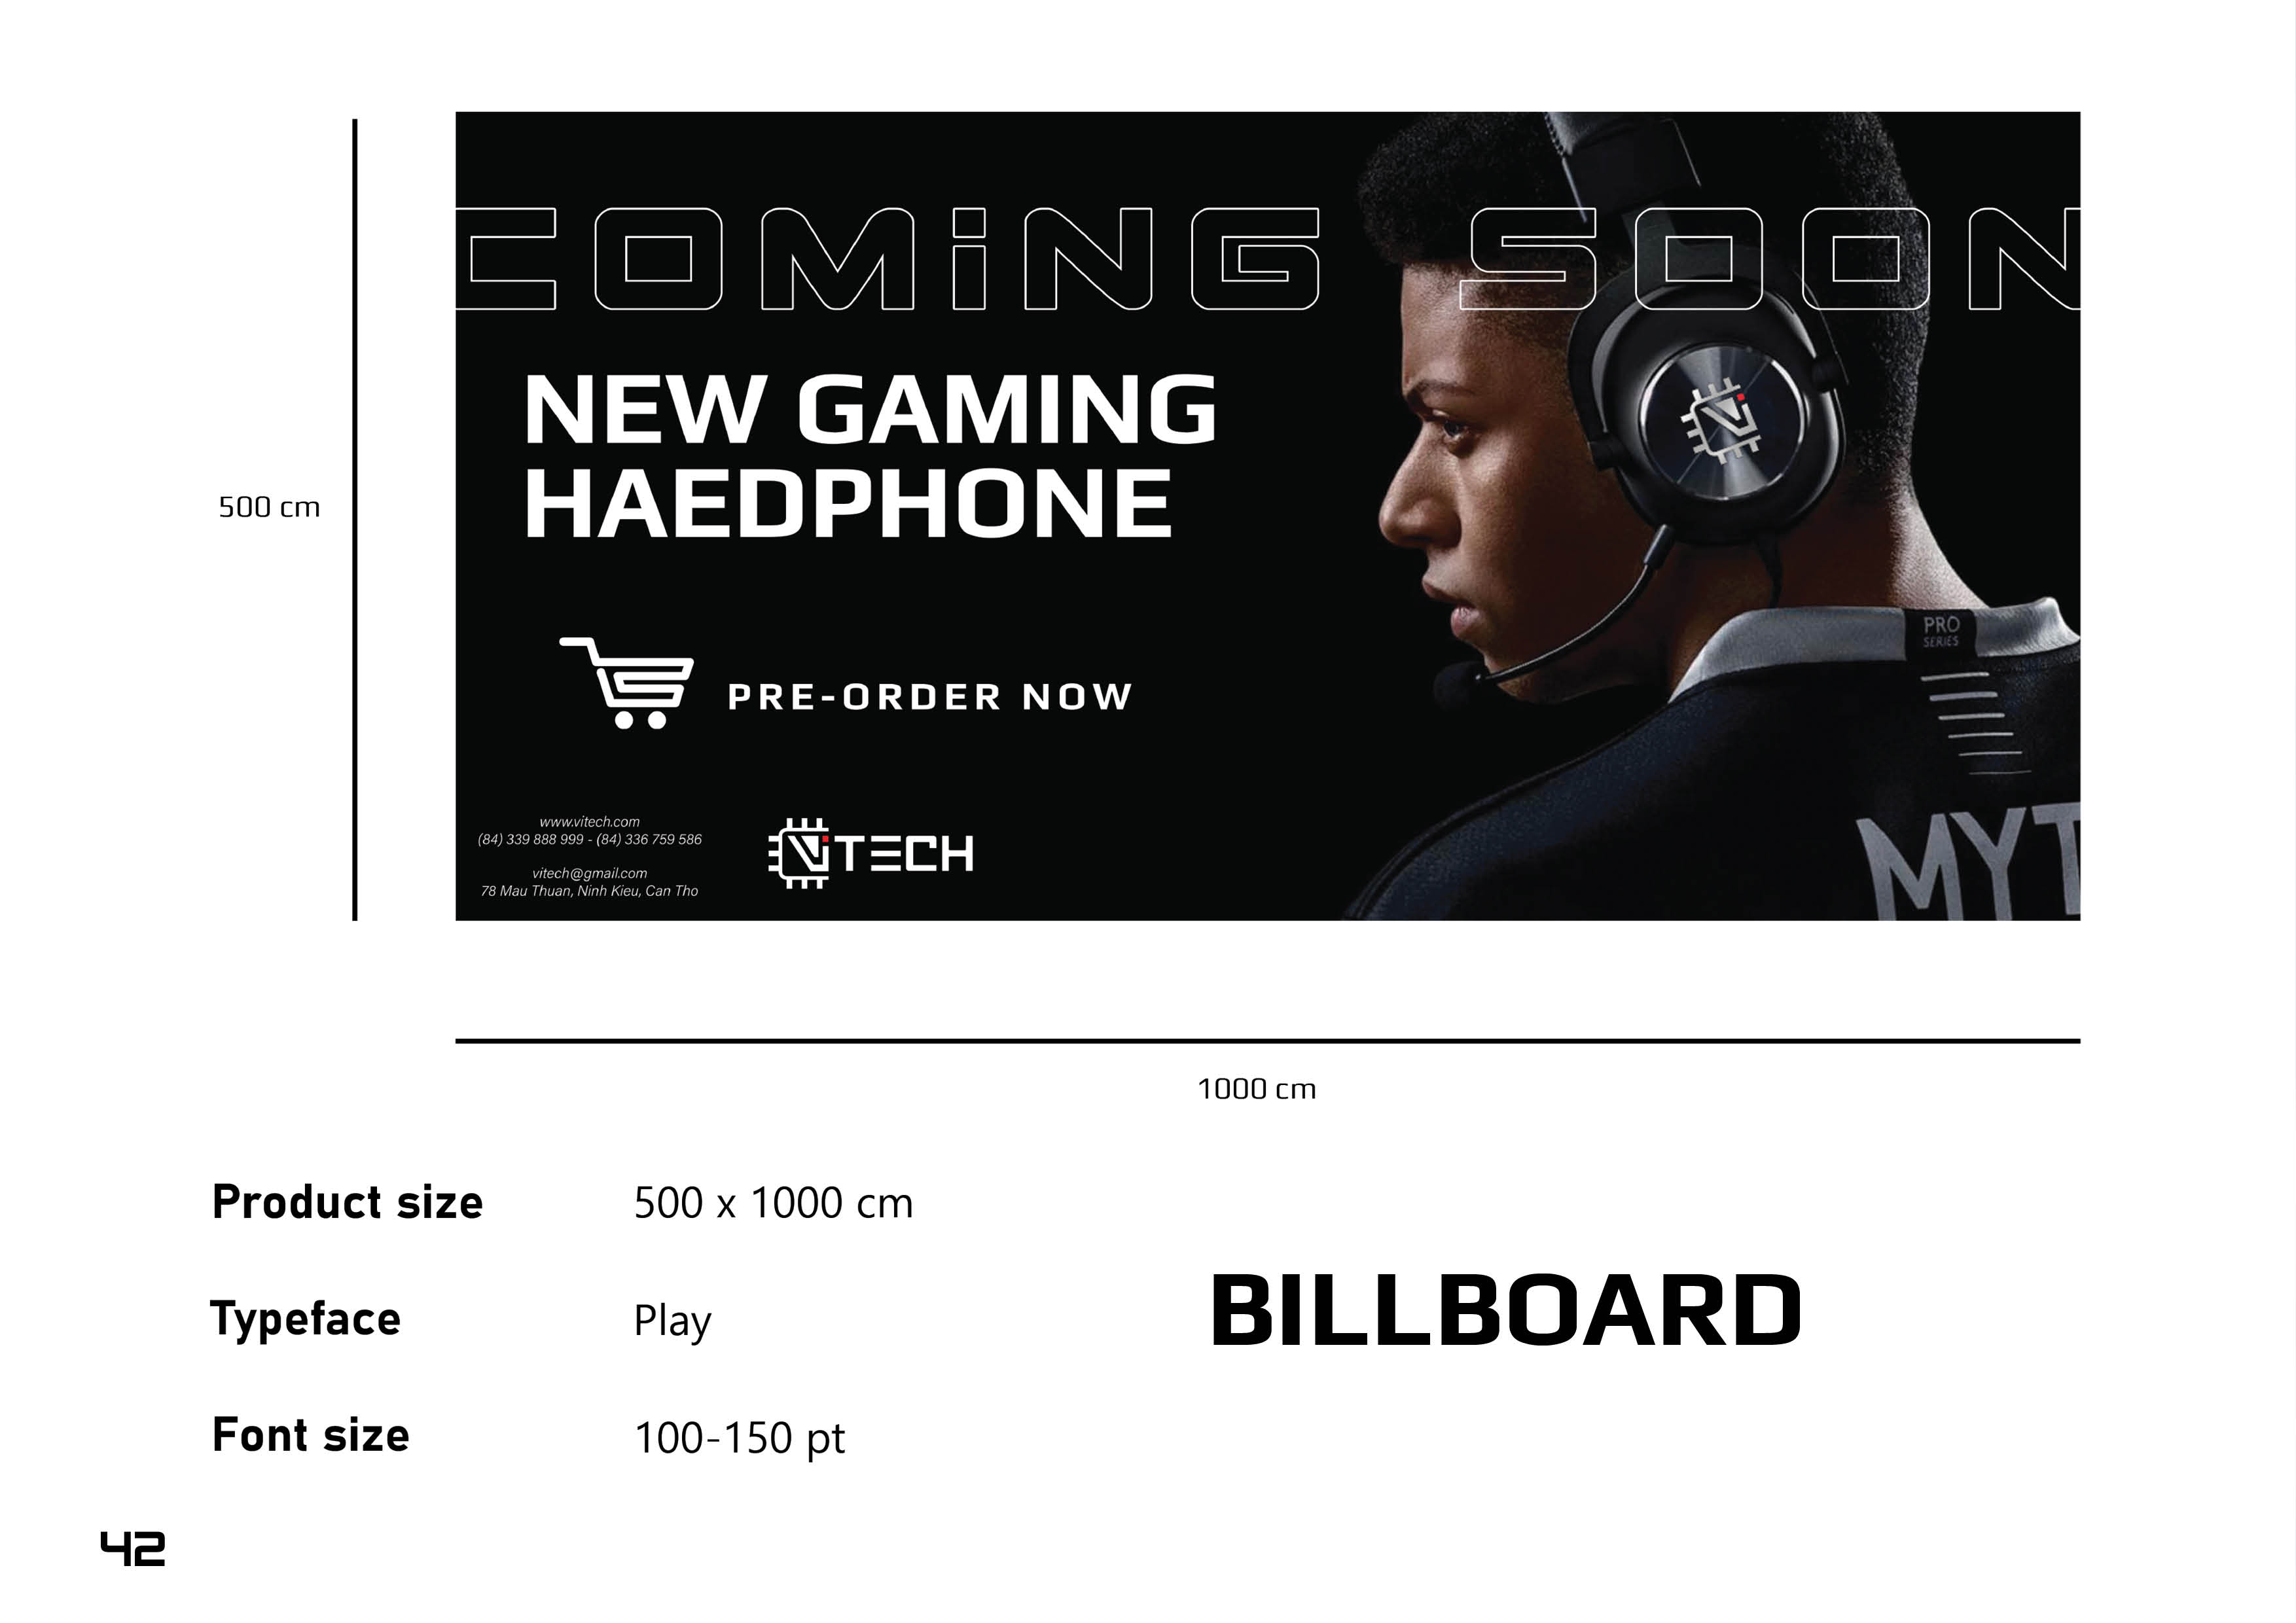 COMiNG SOON
NEW GAMING
HAEDPHONE
PRE-ORDER NOW
www.vitech.com
(84) 339 888 999 - (84) 336 759 586
vitech@gmail.com
78 Mau Thuan, Ninh Kieu, Can Tho
ViTECH
PRO
SERIES
MYT
500 cm
1000 cm
Product size 500 x 1000 cm
Typeface Play
Font size 100-150 pt
BILLBOARD
42